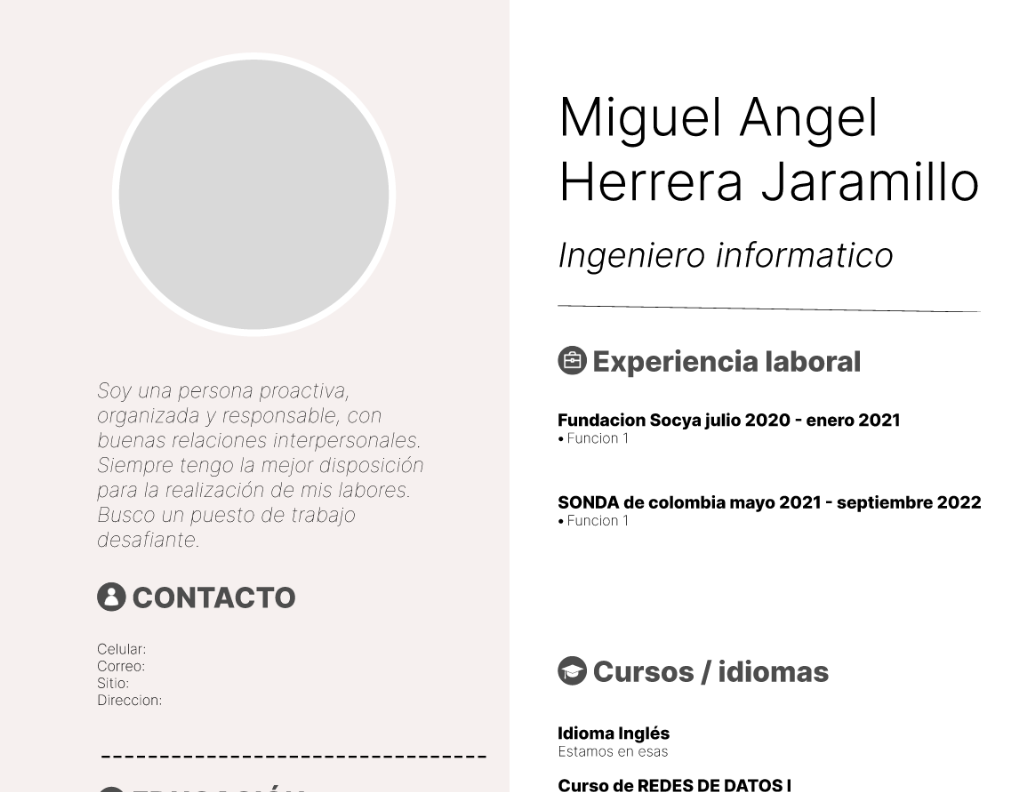 Miguel Angel
Herrera Jaramillo
Ingeniero informatico
Soy una persona proactiva,
organizada y responsable, con
buenas relaciones interpersonales.
Siempre tengo la mejor disposición
para la realización de mis labores.
Busco un puesto de trabajo
desafiante.
CONTACTO
Celular:
Correo:
Sitio:
Direccion:
EDUCACIÓN
Experiencia laboral
Fundacion Socya julio 2020 - enero 2021
• Funcion 1
SONDA de colombia mayo 2021 - septiembre 2022
• Funcion 1
Cursos / idiomas
Idioma Inglés
Estamos en esas
Curso de REDES DE DATOS I